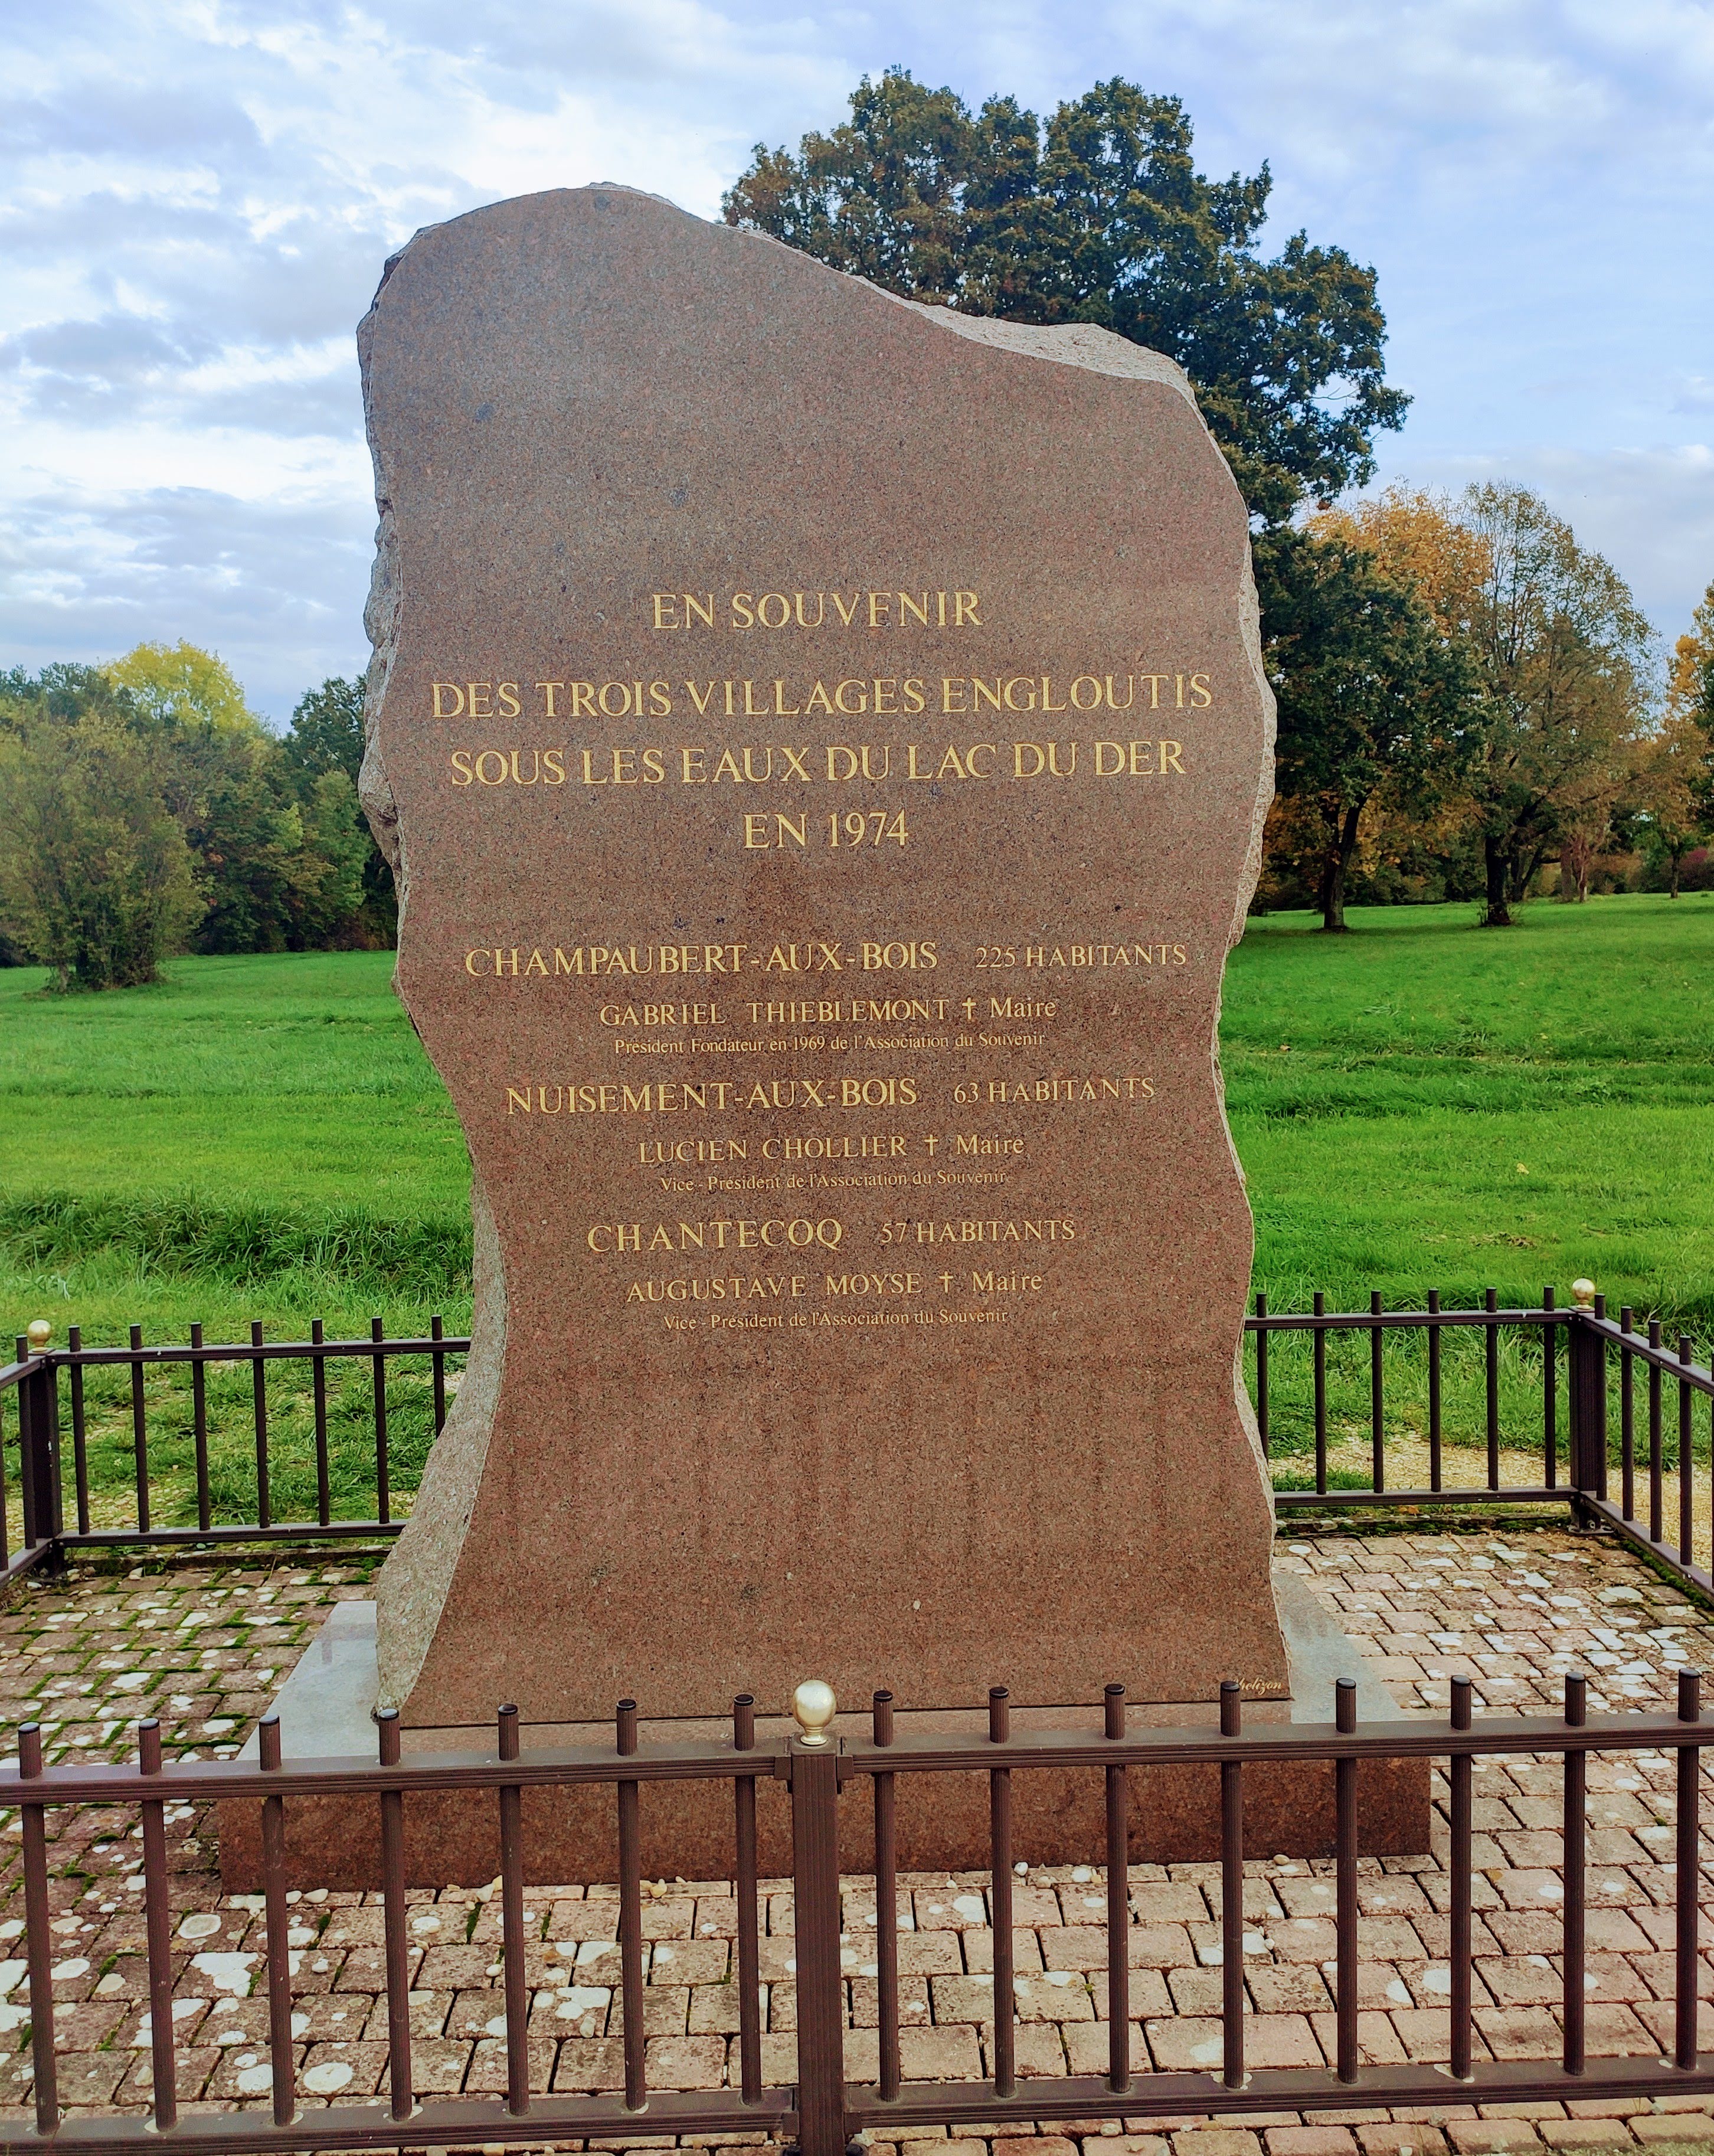 EN SOUVENIR
DES TROIS VILLAGES ENGLOUTIS
SOUS LES EAUX DU LAC DU DER
EN 1974
CHAMPAUBERT-AUX-BOIS 225 HABITANTS
GABRIEL THIEBLEMONT ✝ Maire
Président Fondateur en 1969 de l'Association du Souvenir
NUISEMENT-AUX-BOIS 63 HABITANTS
LUCIEN CHOLLIER ✝ Maire
Vice-Président de l'Association du Souvenir
CHANTECOQ 57 HABITANTS
AUGUSTAVE MOYSE ✝ Maire
Vice-Président de l'Association du Souvenir